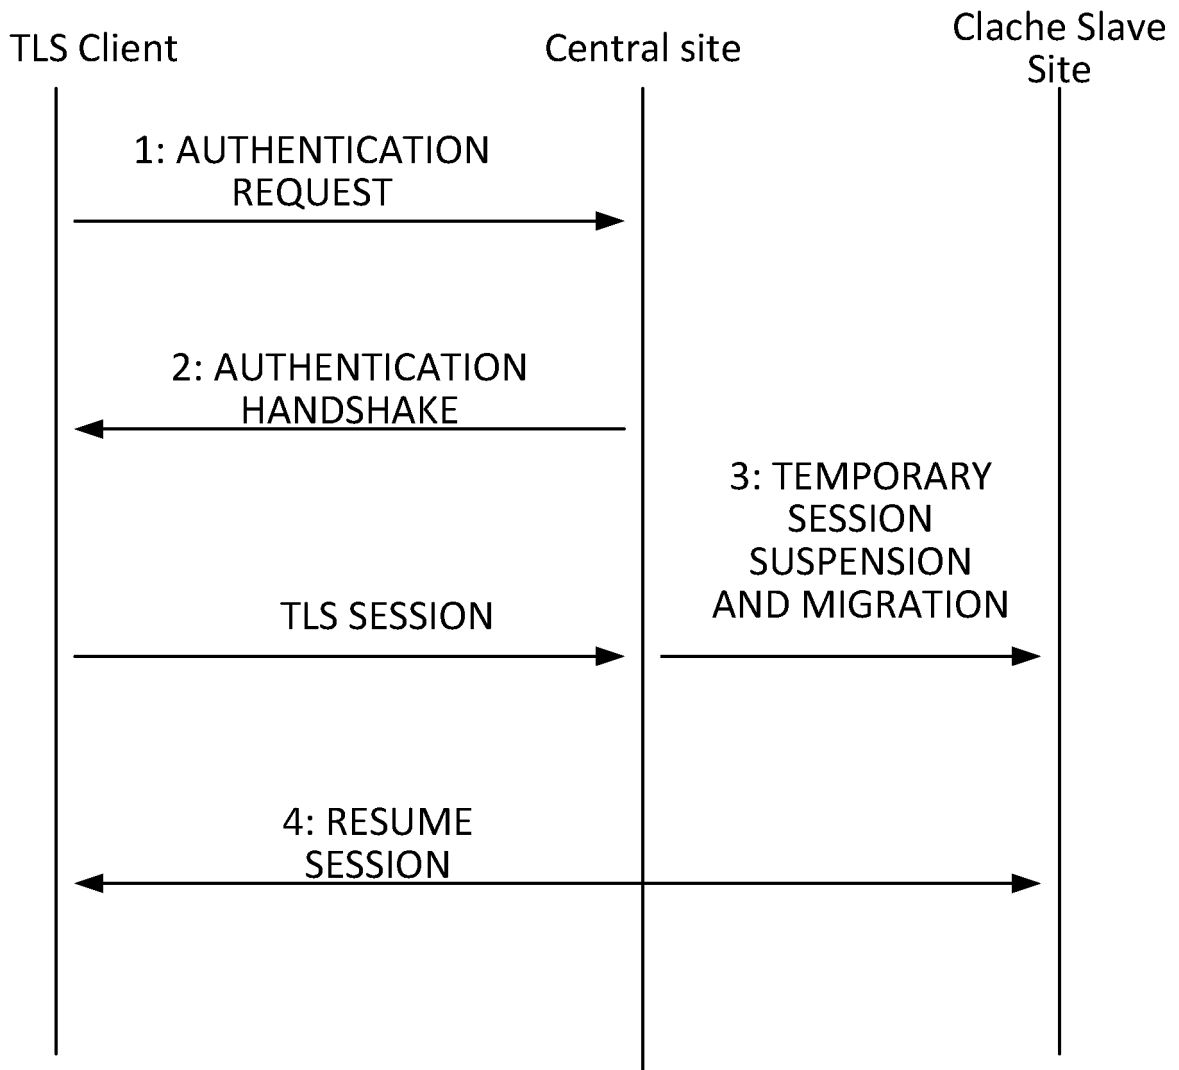 TLS Client
Central site
Clache Slave
Site
1: AUTHENTICATION
REQUEST
2: AUTHENTICATION
HANDSHAKE
3: TEMPORARY
SESSION
SUSPENSION
AND MIGRATION
TLS SESSION
4: RESUME
SESSION